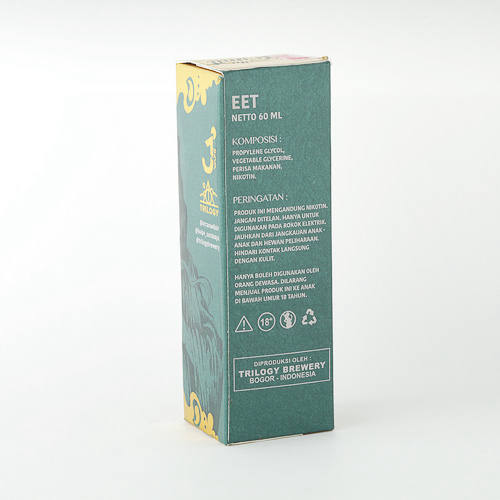 EET
NETTO 60 ML
KOMPOSISI :
PROPYLENE GLYCOL,
VEGETABLE GLYCERINE,
PERISA MAKANAN,
NIKOTIN.
PERINGATAN :
PRODUK INI MENGANDUNG NIKOTIN.
JANGAN DITELAN. HANYA UNTUK
DIGUNAKAN PADA ROKOK ELEKTRIK.
JAUHKAN DARI JANGKAUAN ANAK-
ANAK DAN HEWAN PELIHARAAN.
HINDARI KONTAK LANGSUNG
DENGAN KULIT.
HANYA BOLEH DIGUNAKAN OLEH
ORANG DEWASA. DILARANG
MENJUAL PRODUK INI KE ANAK
DI BAWAH UMUR 18 TAHUN.
18+
DIPRODUKSI OLEH :
TRILOGY BREWERY
BOGOR - INDONESIA
TRILOGY